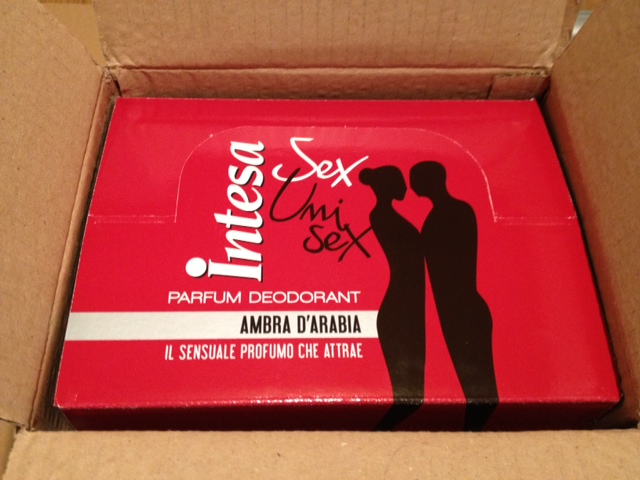 intesa
Sex
Uni
sex
PARFUM DEODORANT
AMBRA D'ARABIA
IL SENSUALE PROFUMO CHE ATTRAE